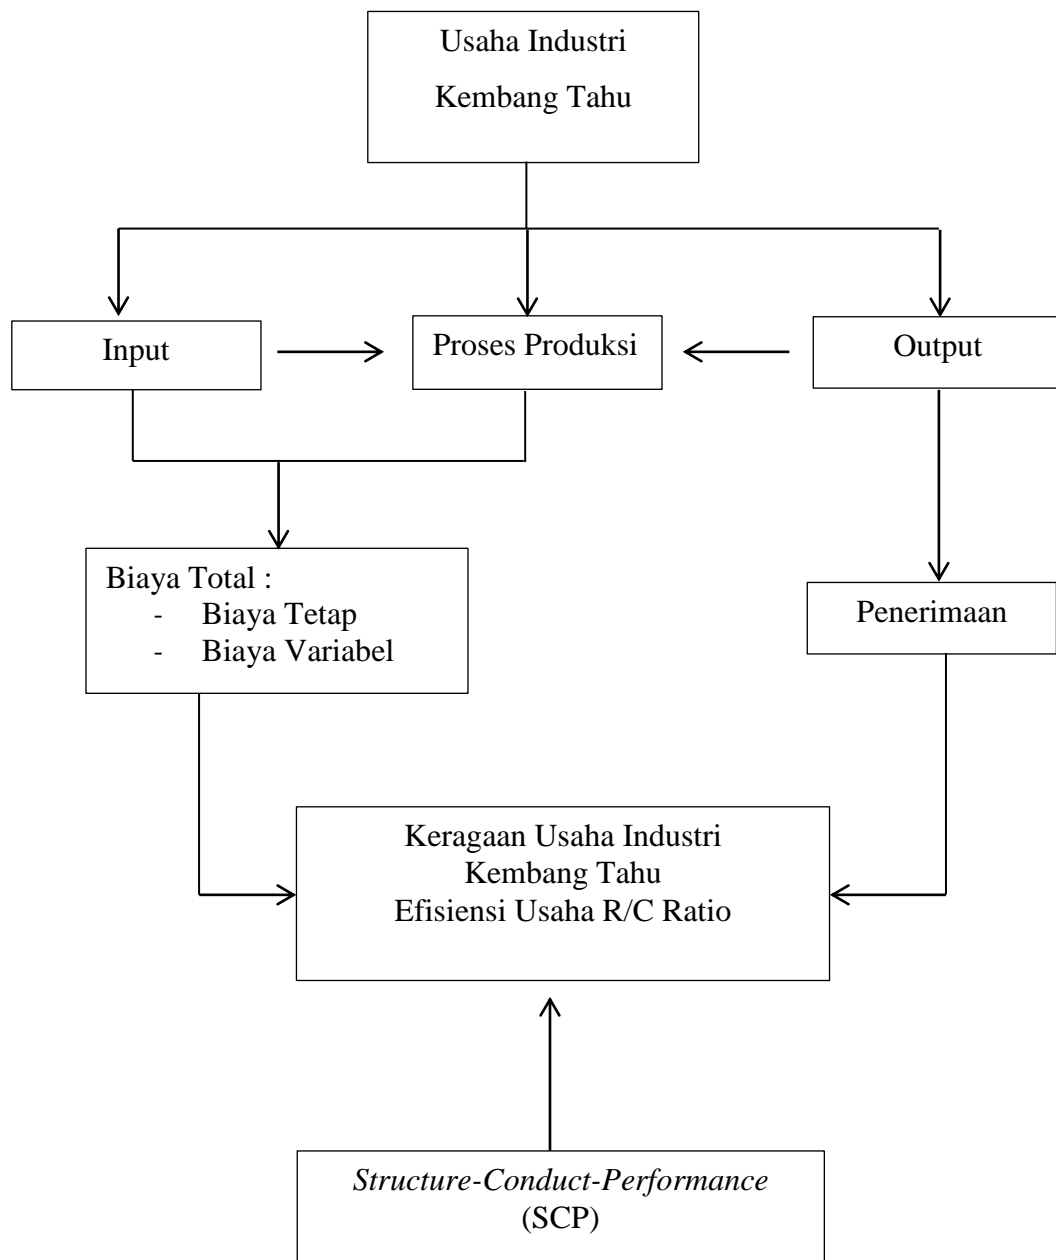 Usaha Industri
Kembang Tahu
Input
Proses Produksi
Output
Biaya Total :
- Biaya Tetap
- Biaya Variabel
Penerimaan
Keragaan Usaha Industri
Kembang Tahu
Efisiensi Usaha R/C Ratio
Structure-Conduct-Performance
(SCP)